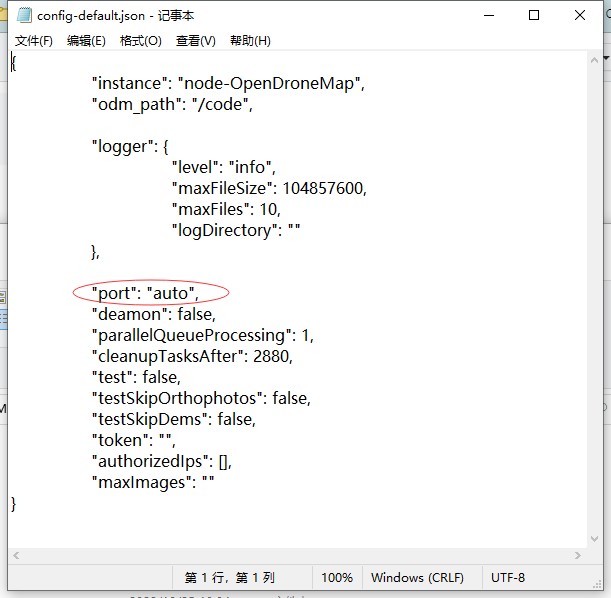 config-default.json - 记事本
文件(F) 编辑(E) 格式(O) 查看(V) 帮助(H)
{
"instance": "node-OpenDroneMap",
"odm_path": "/code",
"logger": {
"level": "info",
"maxFileSize": 104857600,
"maxFiles": 10,
"logDirectory": ""
},
"port": "auto",
"deamon": false,
"parallelQueueProcessing": 1,
"cleanupTasksAfter": 2880,
"test": false,
"testSkipOrthophotos": false,
"testSkipDems": false,
"token": "",
"authorizedIps": [],
"maxImages": ""
}
第 1 行，第 1 列 100% Windows (CRLF) UTF-8